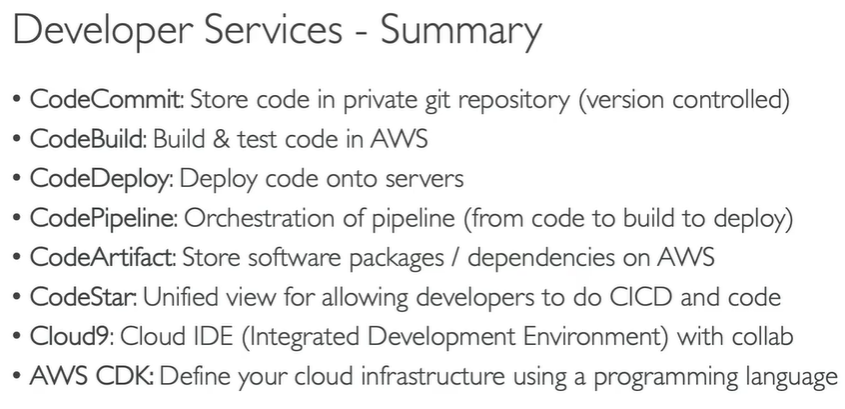 Developer Services - Summary
• CodeCommit: Store code in private git repository (version controlled)
• CodeBuild: Build & test code in AWS
• CodeDeploy: Deploy code onto servers
• CodePipeline: Orchestration of pipeline (from code to build to deploy)
• CodeArtifact: Store software packages / dependencies on AWS
• CodeStar: Unified view for allowing developers to do CICD and code
• Cloud9: Cloud IDE (Integrated Development Environment) with collab
• AWS CDK: Define your cloud infrastructure using a programming language